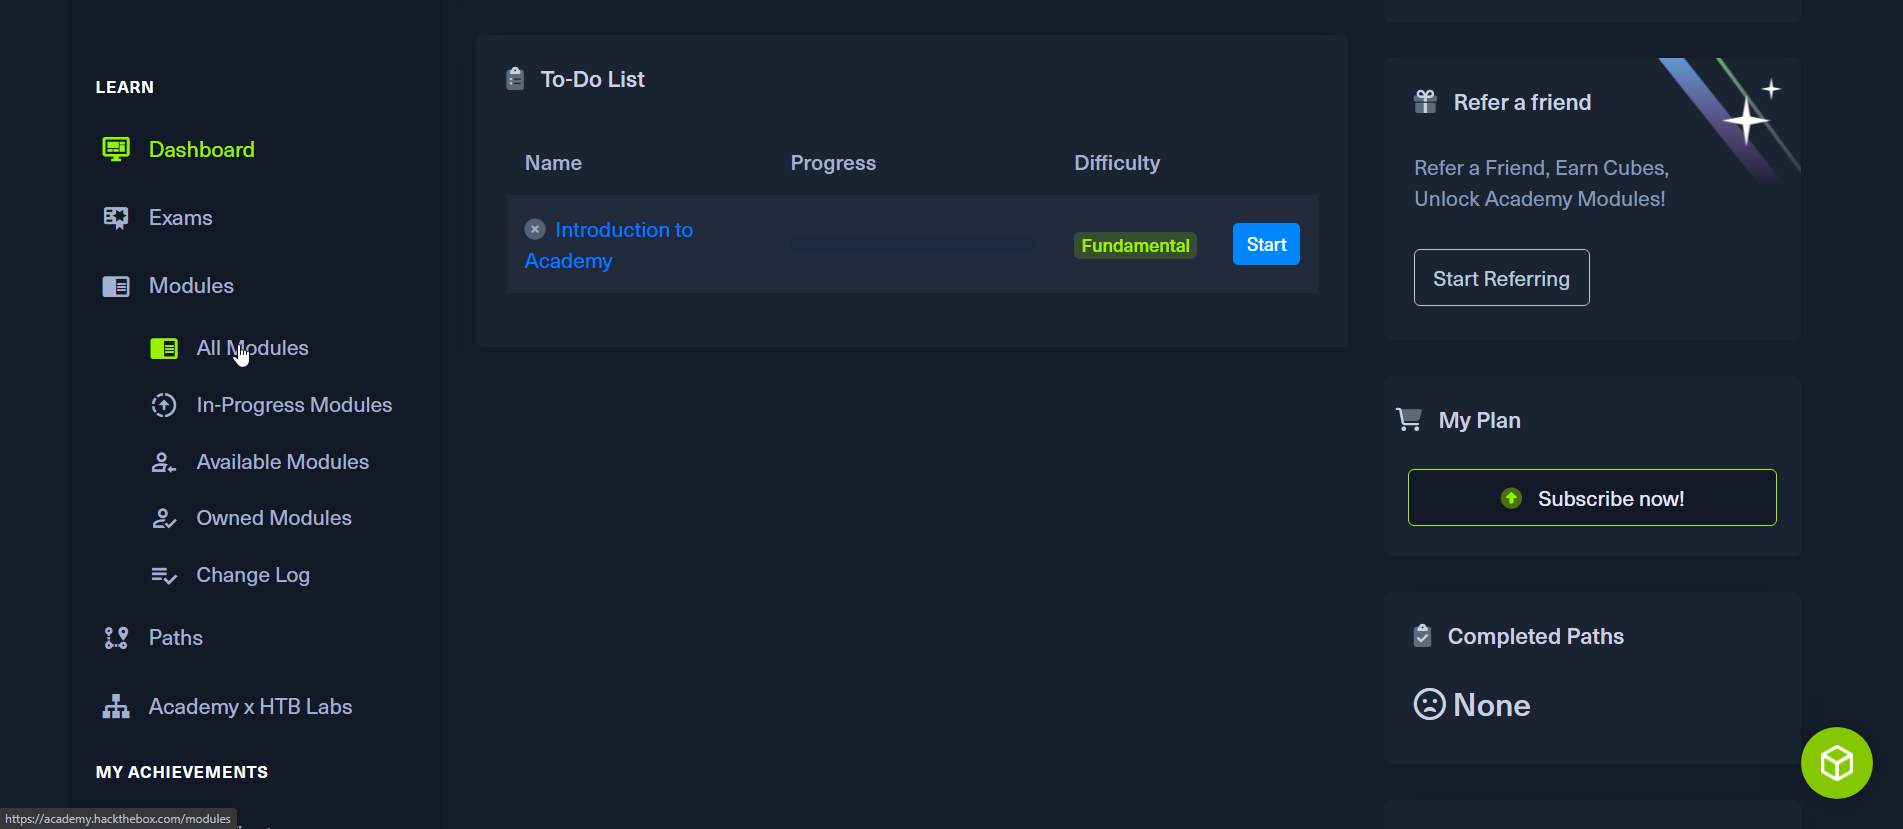 LEARN
Dashboard
Exams
Modules
All Modules
In-Progress Modules
Available Modules
Owned Modules
Change Log
Paths
Academy x HTB Labs
MY ACHIEVEMENTS
https://academy.hackthebox.com/modules
To-Do List
Name Progress Difficulty
Introduction to
Academy
Fundamental
Start
Refer a friend
Refer a Friend, Earn Cubes,
Unlock Academy Modules!
Start Referring
My Plan
Subscribe now!
Completed Paths
None